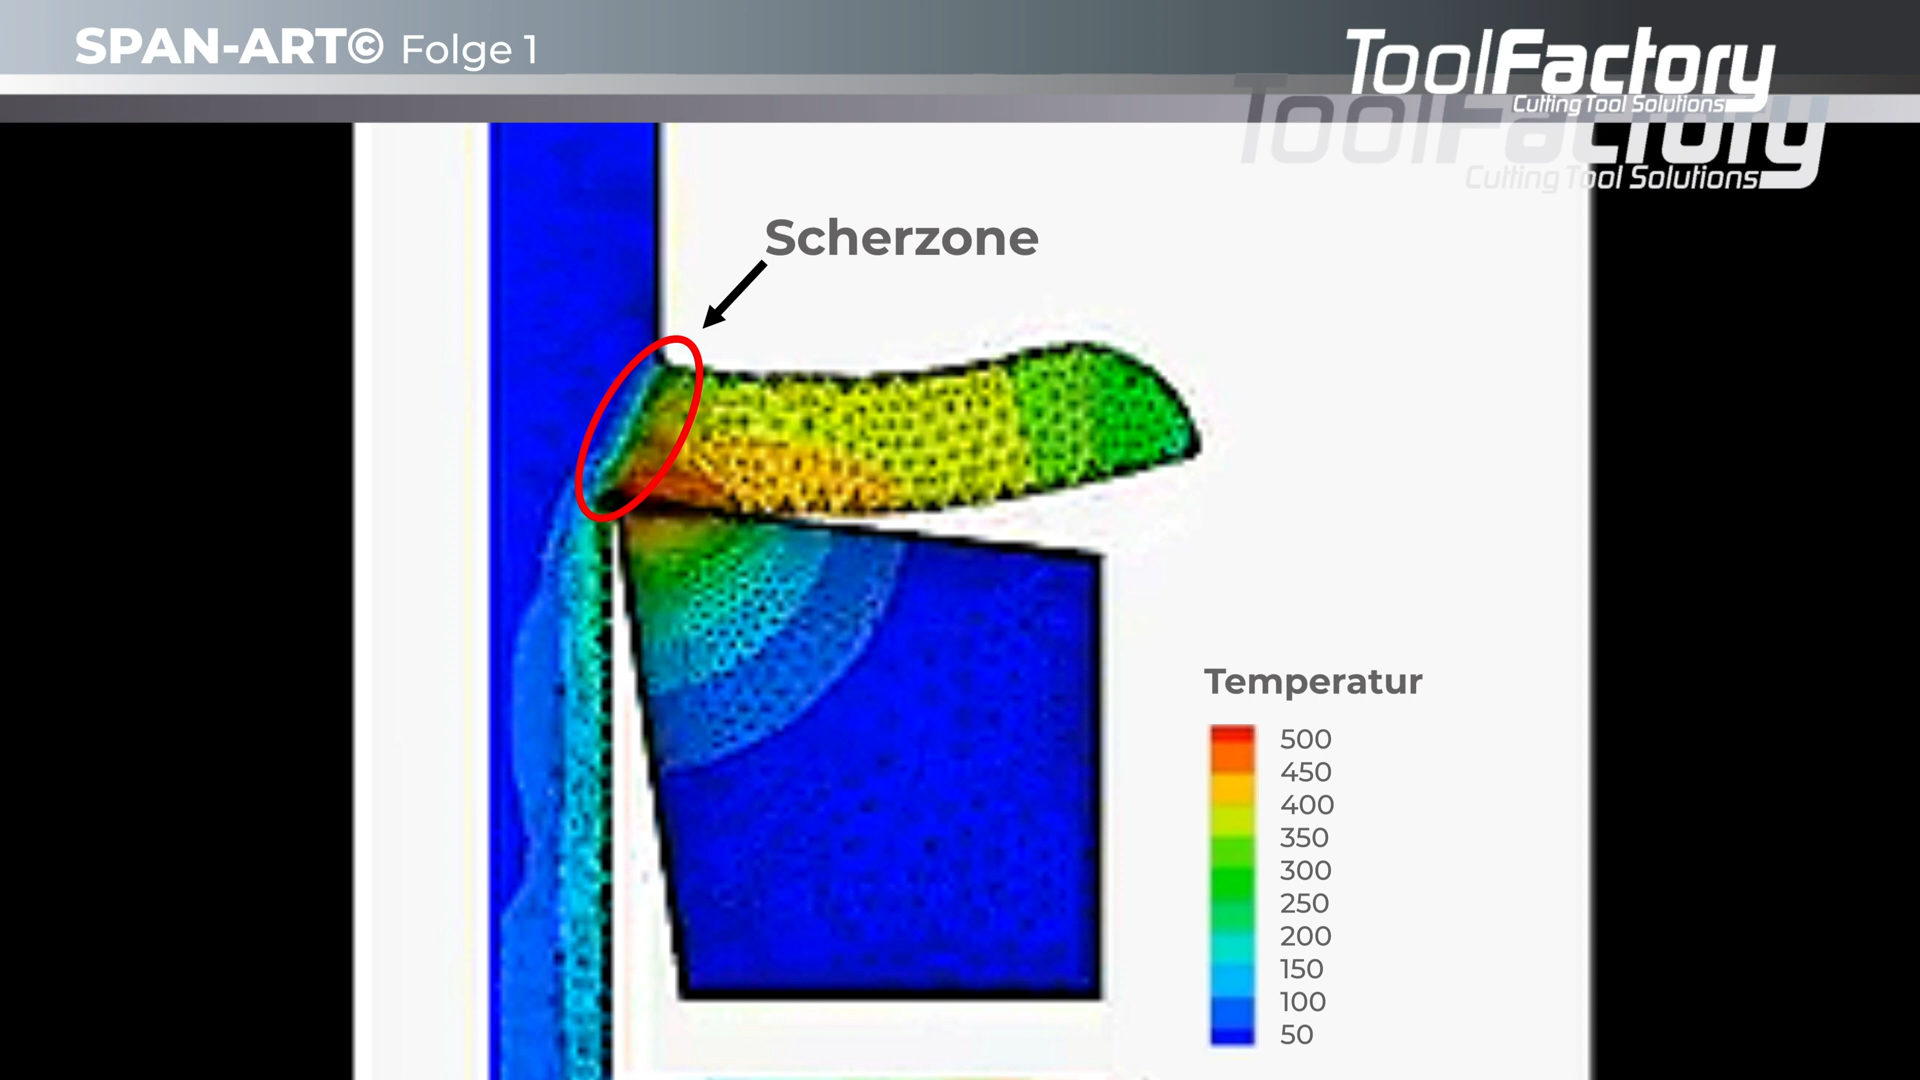 SPAN-ART© Folge 1
ToolFactory
Cutting Tool Solutions
ToolFactory
Cutting Tool Solutions
Scherzone
Temperatur
500
450
400
350
300
250
200
150
100
50